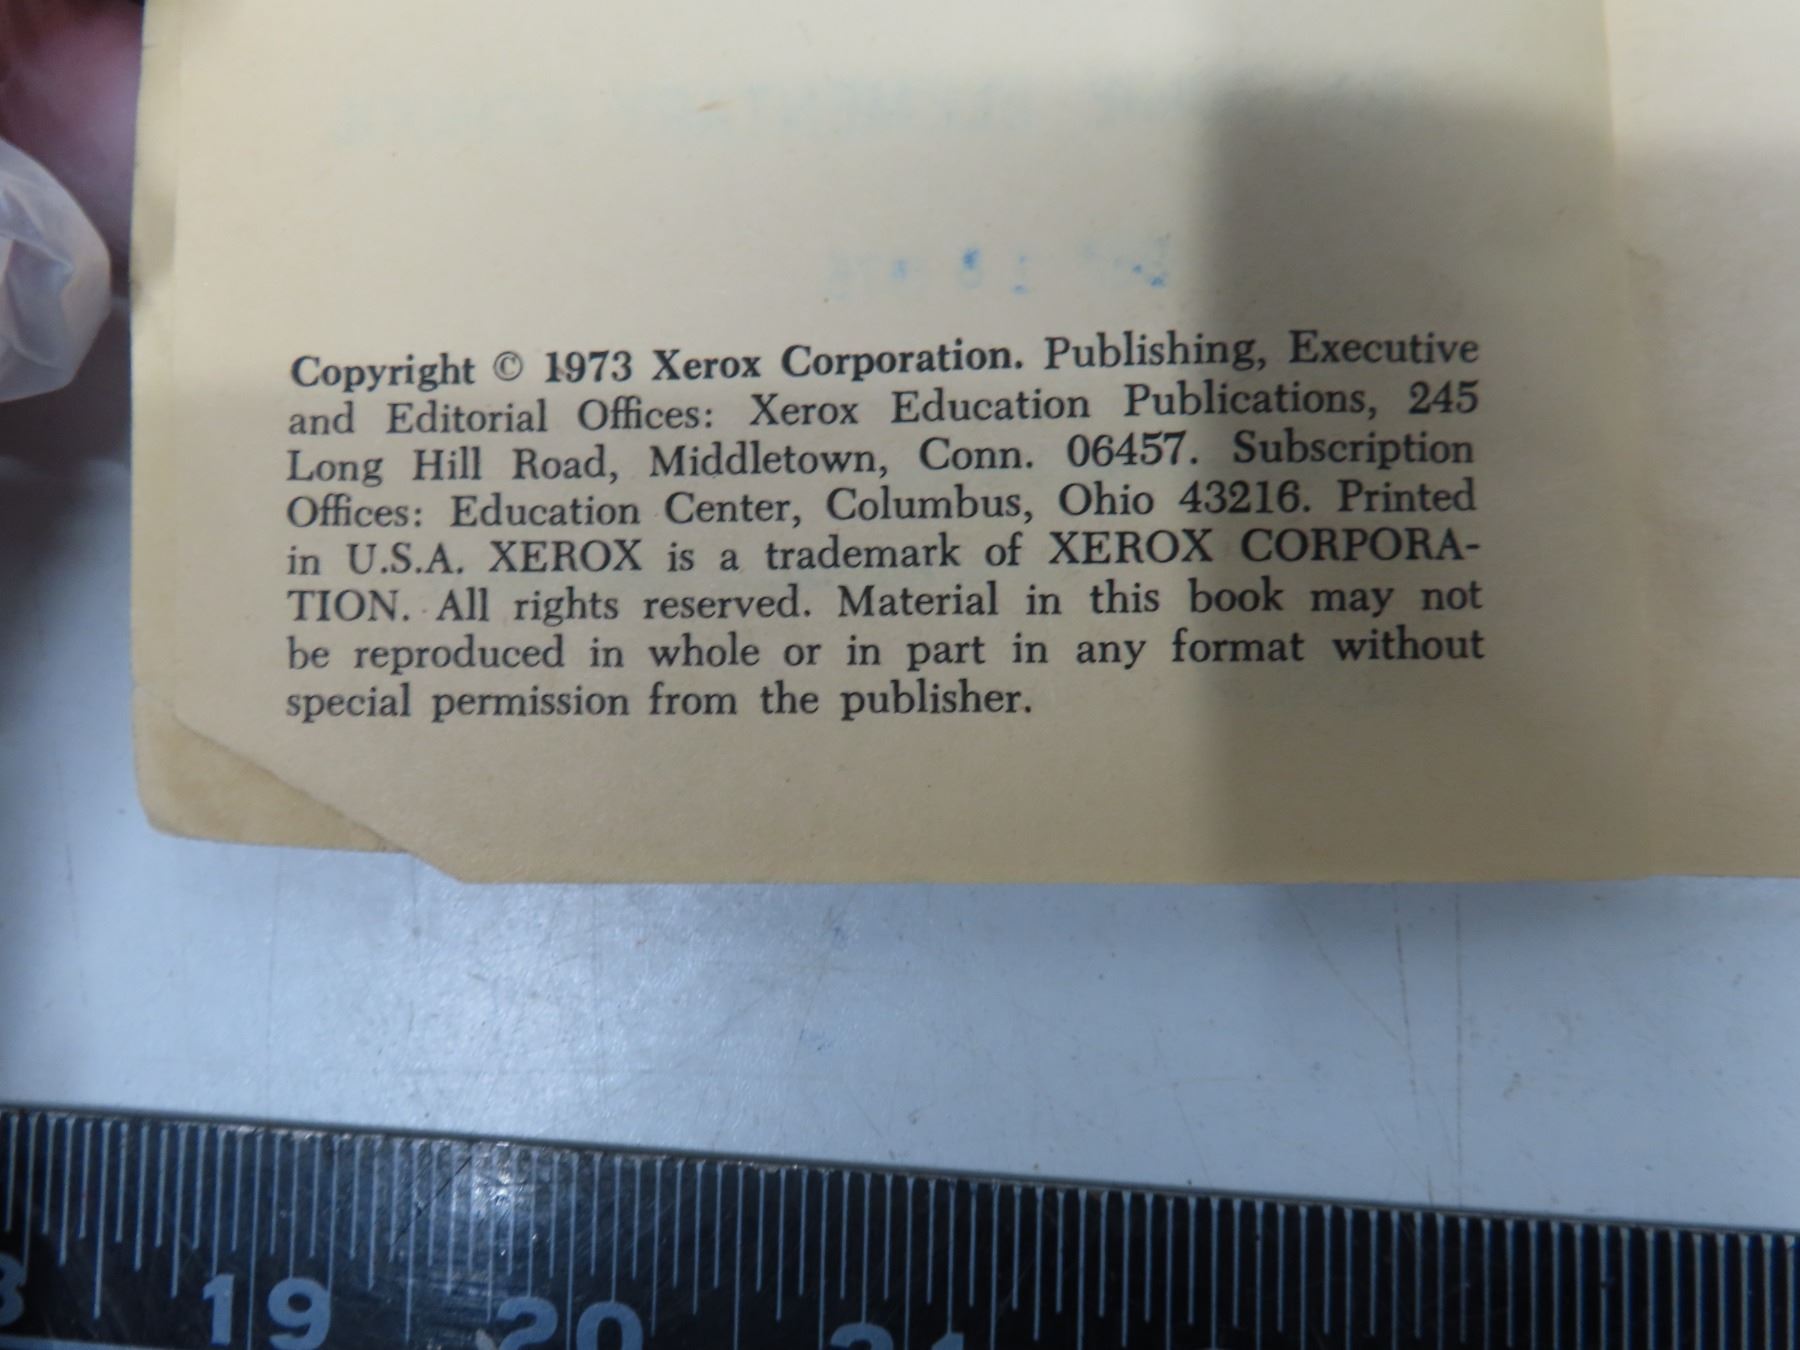 Copyright © 1973 Xerox Corporation. Publishing, Executive
and Editorial Offices: Xerox Education Publications, 245
Long Hill Road, Middletown, Conn. 06457. Subscription
Offices: Education Center, Columbus, Ohio 43216. Printed
in U.S.A. XEROX is a trademark of XEROX CORPORA-
TION. All rights reserved. Material in this book may not
be reproduced in whole or in part in any format without
special permission from the publisher.
19 20 21